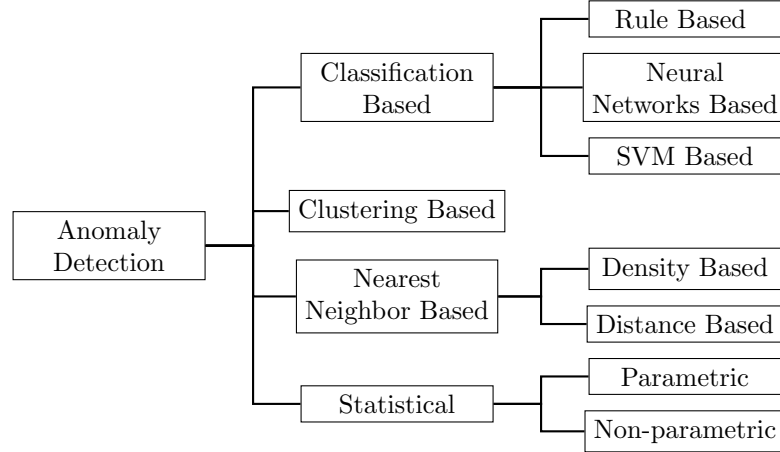 Anomaly
Detection
Classification
Based
Rule Based
Neural
Networks Based
SVM Based
Clustering Based
Nearest
Neighbor Based
Density Based
Distance Based
Statistical
Parametric
Non-parametric